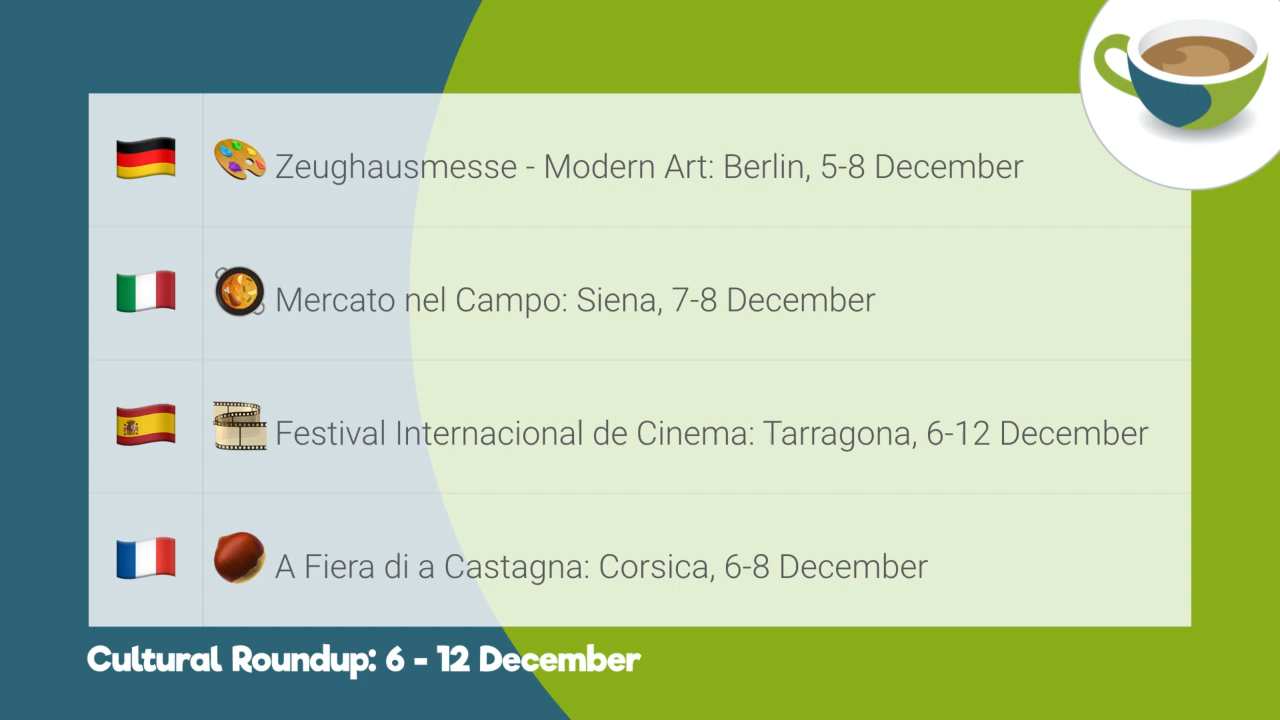 Zeughausmesse - Modern Art: Berlin, 5-8 December
Mercato nel Campo: Siena, 7-8 December
Festival Internacional de Cinema: Tarragona, 6-12 December
A Fiera di a Castagna: Corsica, 6-8 December
Cultural Roundup: 6 - 12 December